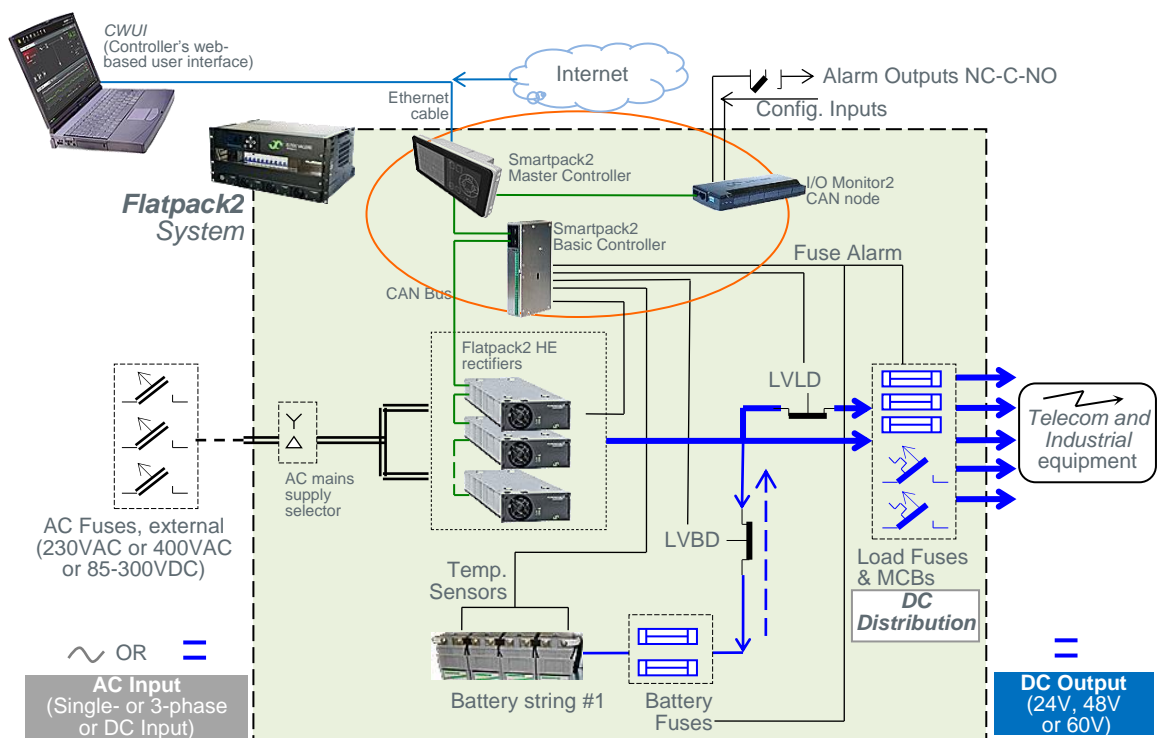 CWUI
(Controller's web-
based user interface)
Internet
Ethernet
cable
Alarm Outputs NC-C-NO
Config. Inputs
Flatpack2
System
Smartpack2
Master Controller
I/O Monitor2
CAN node
Smartpack2
Basic Controller
Fuse Alarm
CAN Bus
Flatpack2 HE
rectifiers
LVLD
Telecom and
Industrial
equipment
AC mains
supply
selector
AC Fuses, external
(230VAC or 400VAC
or 85-300VDC)
LVBD
Load Fuses
& MCBs
DC
Distribution
Temp.
Sensors
Battery string #1
Battery
Fuses
OR
AC Input
(Single- or 3-phase
or DC Input)
DC Output
(24V, 48V
or 60V)